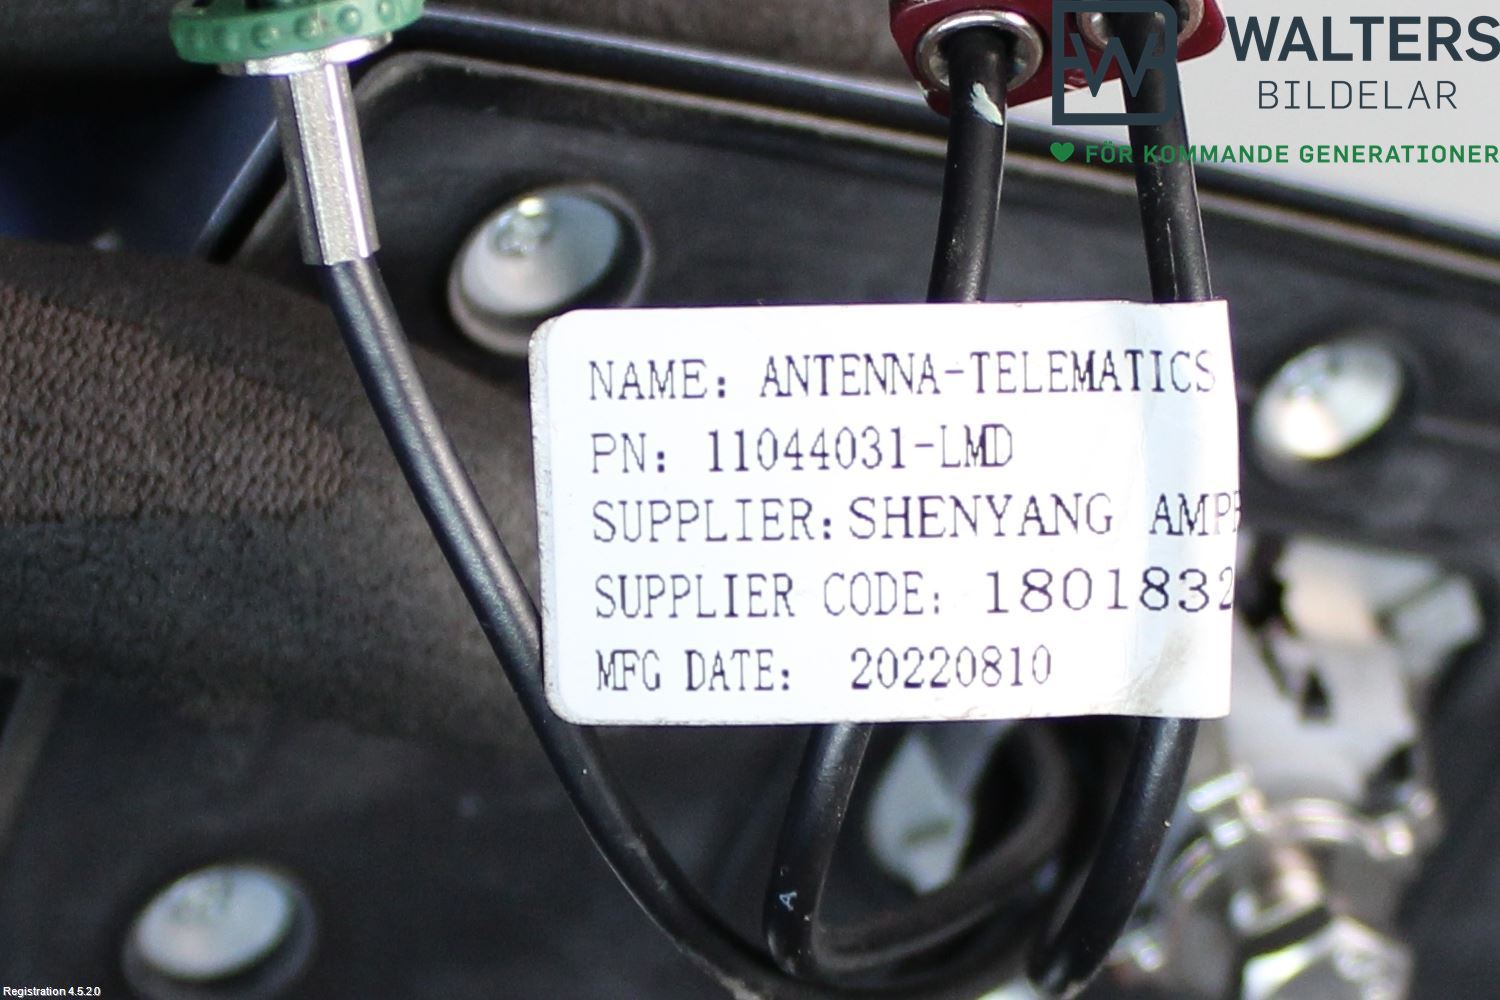 WALTERS
BILDELAR
FÖR KOMMANDE GENERATIONER
NAME: ANTENNA-TELEMATICS
PN: 11044031-LMD
SUPPLIER: SHENYANG
SUPPLIER CODE: 1801832
MFG DATE: 20220810
A
Registration 4.5.2.0